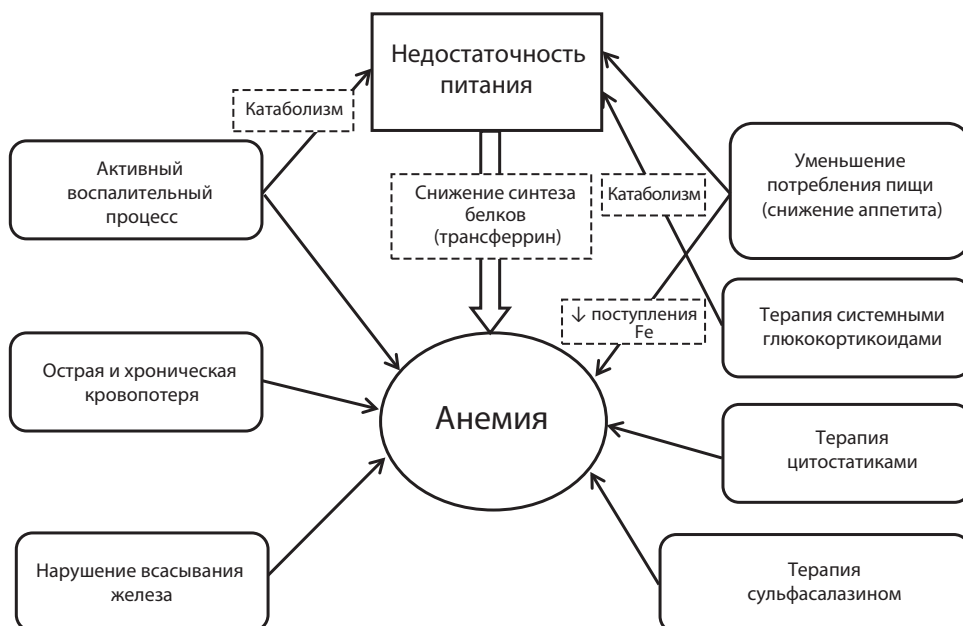 Недостаточность
питания
Катаболизм
Активный
воспалительный
процесс
Снижение синтеза
белков
(трансферрин)
Катаболизм
Уменьшение
потребления пищи
(снижение аппетита)
↓ поступления
Fe
Терапия системными
глюкокортикоидами
Острая и хроническая
кровопотеря
Анемия
Терапия
цитостатиками
Нарушение всасывания
железа
Терапия
сульфасалазином